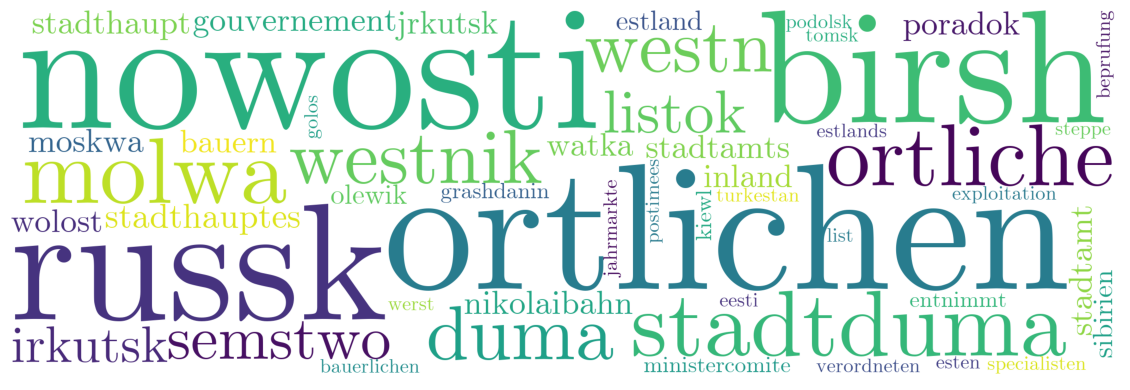 stadthaupt gouvernement jrkutsk estland podolsk poradok
tomsk
nowosti westn birsh beprufung
golos listok
moskwa bauern estlands steppe
molwa westnik watka stadtamts ortliche
olewik grashdanin jahrmarkte postimees kiewl inland turkestan exploitation
wolost stadthauptes
russk ortlichen list
werst nikolaibahn eesti entnimmt stadtamt sibirien
irkutsk semstwo duma stadtduma
bauerlichen ministercomite verordneten esten specialisten